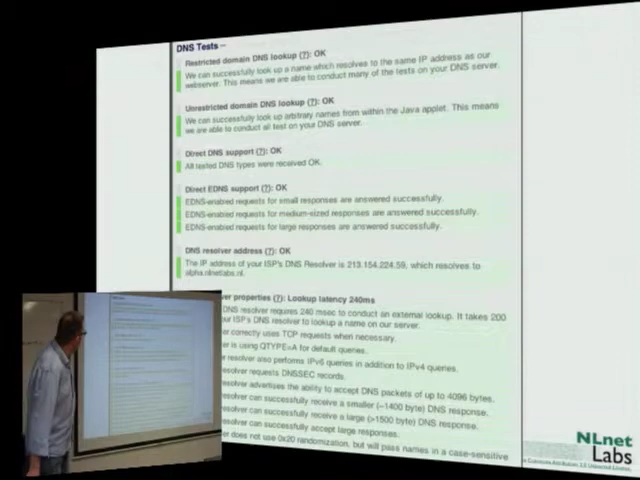 DNS Tests –
Restricted domain DNS lookup (?): OK
We can successfully look up a name which resolves to the same IP address as our
webserver. This means we are able to conduct many of the tests on your DNS server.
Unrestricted domain DNS lookup (?): OK
We can successfully look up arbitrary names from within the Java applet. This means
we are able to conduct all test on your DNS server.
Direct DNS support (?): OK
All tested DNS types were received OK.
Direct EDNS support (?): OK
EDNS-enabled requests for small responses are answered successfully.
EDNS-enabled requests for medium-sized responses are answered successfully.
EDNS-enabled requests for large responses are answered successfully.
DNS resolver address (?): OK
The IP address of your ISP's DNS Resolver is 213.154.224.59, which resolves to
alpha.nlnetlabs.nl.
ver properties (?): Lookup latency 240ms
DNS resolver requires 240 msec to conduct an external lookup. It takes 200
ur ISP's DNS resolver to lookup a name on our server.
er correctly uses TCP requests when necessary.
er is using QTYPE=A for default queries.
r resolver also performs IPv6 queries in addition to IPv4 queries.
esolver requests DNSSEC records.
esolver advertises the ability to accept DNS packets of up to 4096 bytes.
solver can successfully receive a smaller (~1400 byte) DNS response.
solver can successfully receive a large (>1500 byte) DNS response.
solver can successfully accept large responses.
er does not use 0x20 randomization, but will pass names in a case-sensitive
NLnet
Labs